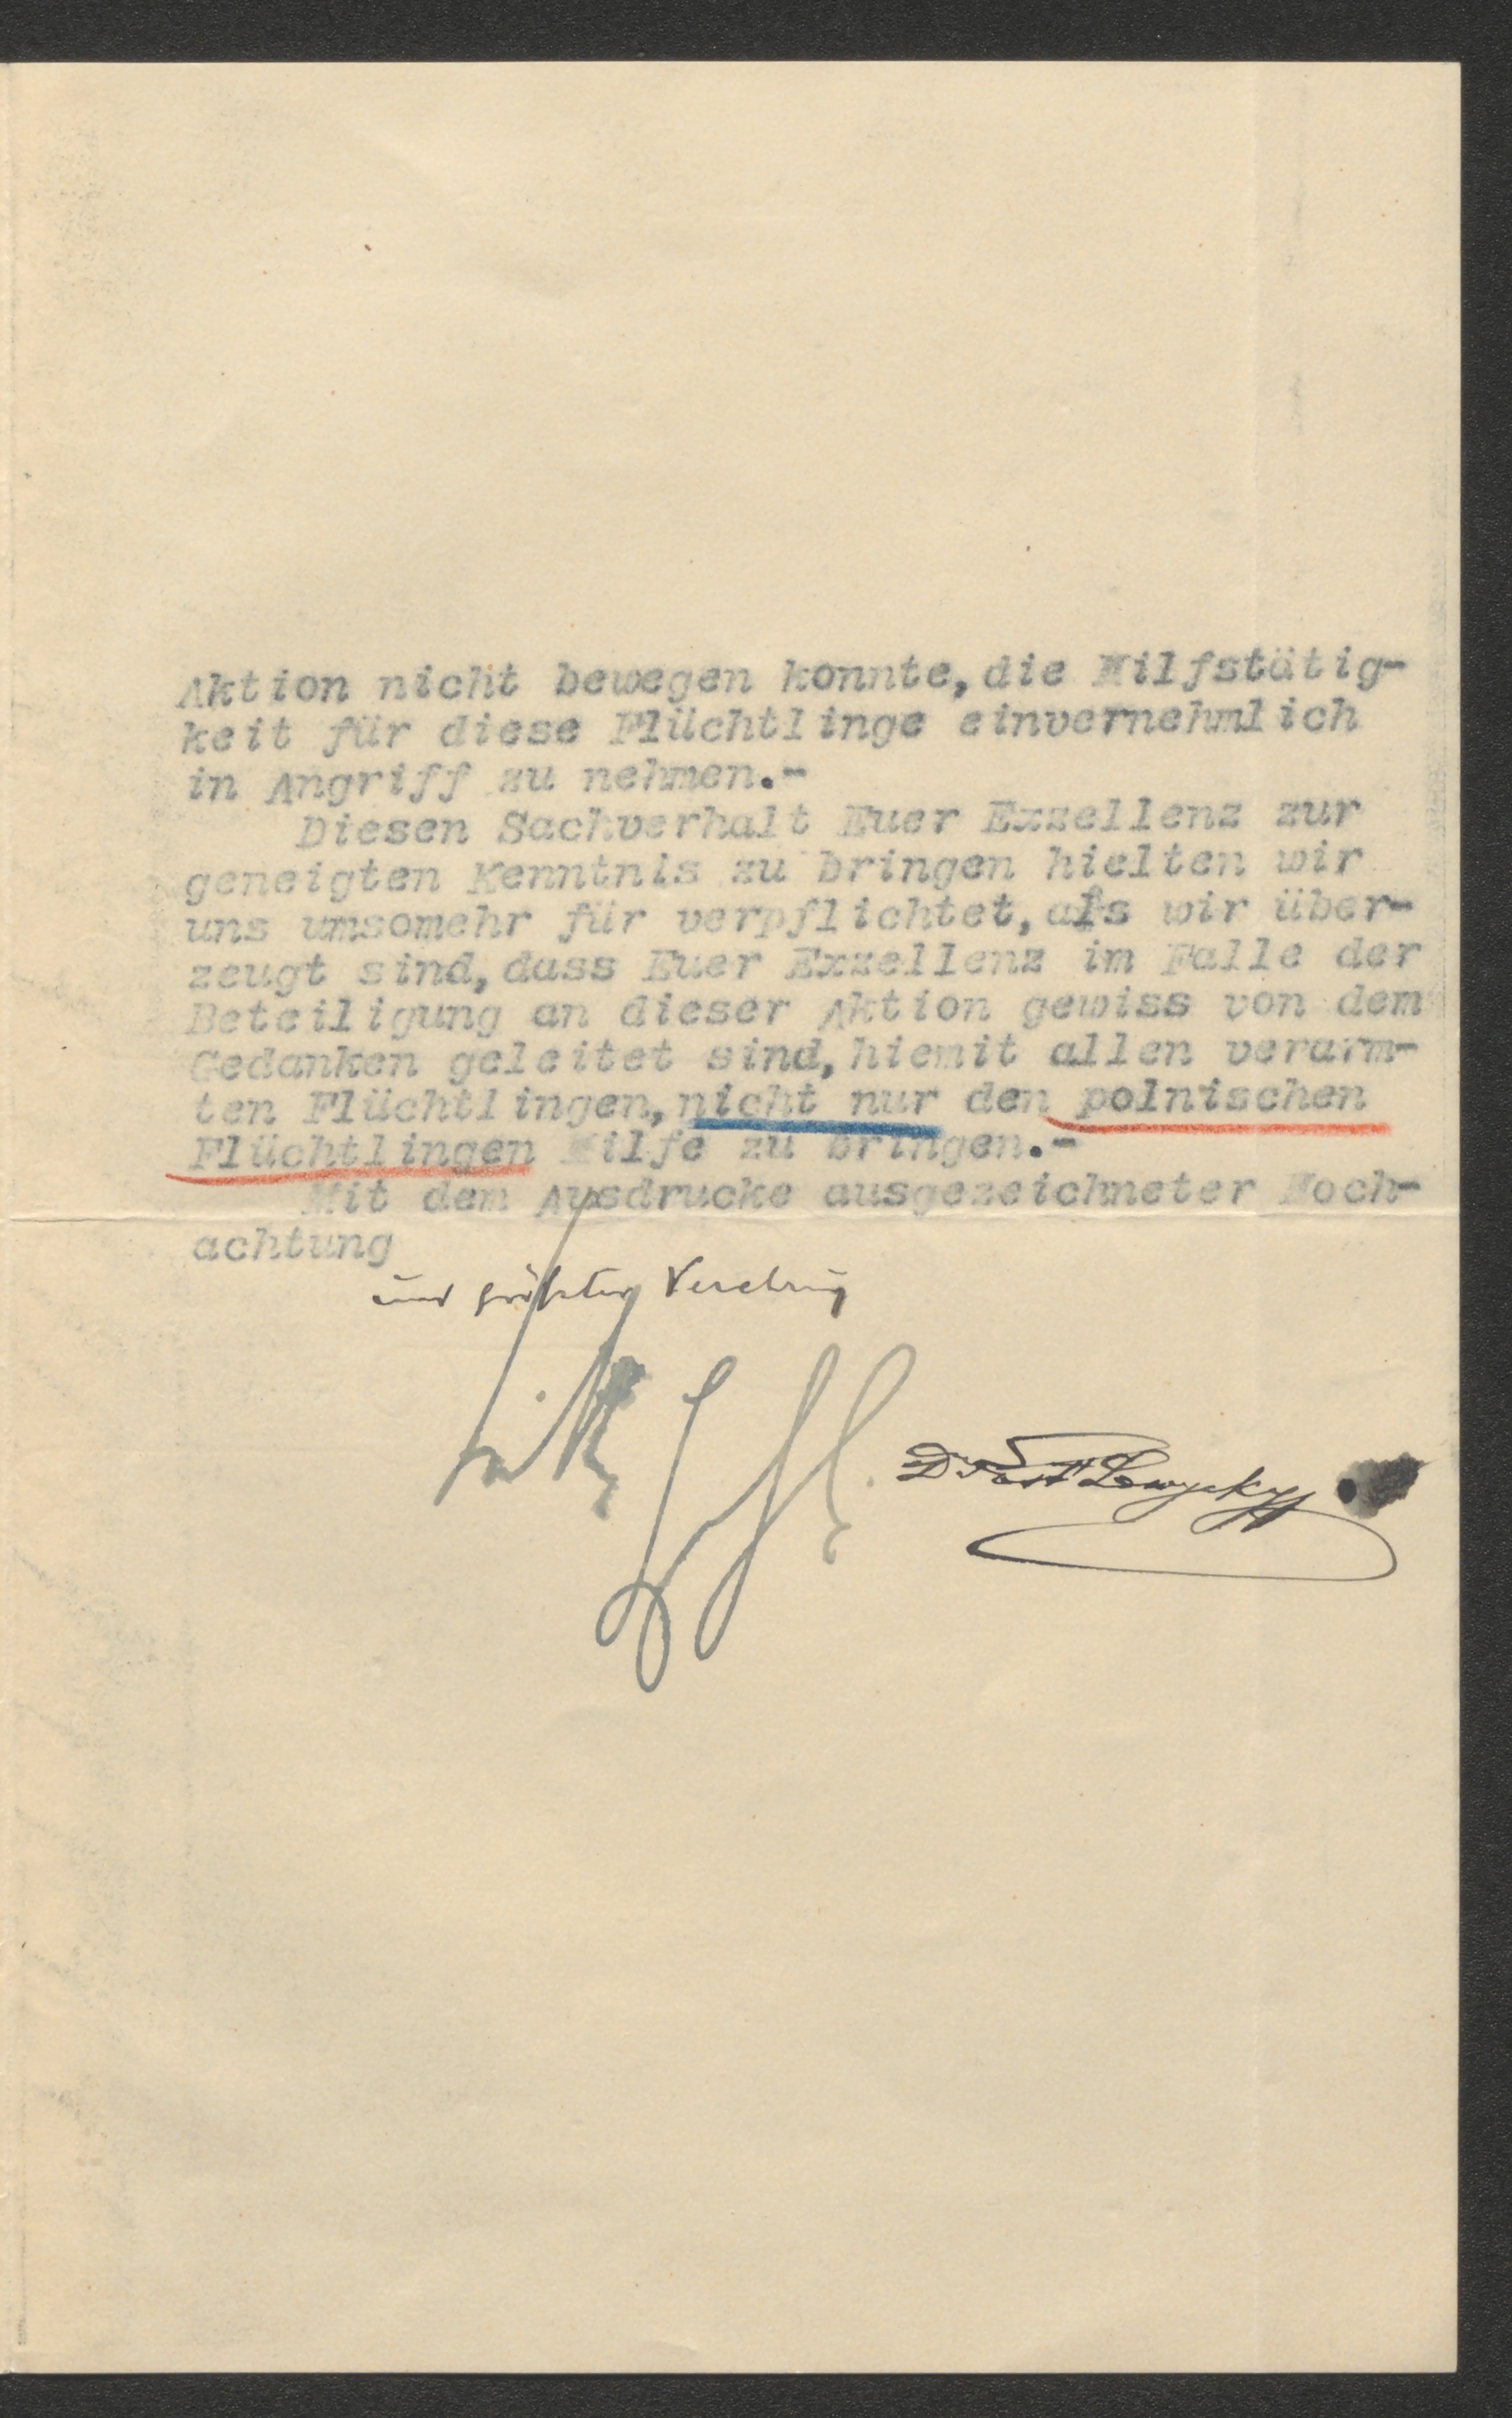 Aktion nicht bewegen konnte, die Hilfstätig-
keit für diese Flüchtlinge einvernehmlich
in Angriff zu nehmen.-
Diesen Sachverhalt Euer Exzellenz zur
geneigten Kenntnis zu bringen hielten wir
uns umsomehr für verpflichtet, als wir über-
zeugt sind, dass Euer Exzellenz im Falle der
Beteiligung an dieser Aktion gewiss von dem
Gedanken geleitet sind, hiemit allen verarm-
ten Flüchtlingen, nicht nur den polnischen
Flüchtlingen Hilfe zu bringen.-
Mit dem Ausdrucke ausgezeichneter Hoch-
achtung
und größter Verehrung
Dr Kost Lewyckyj